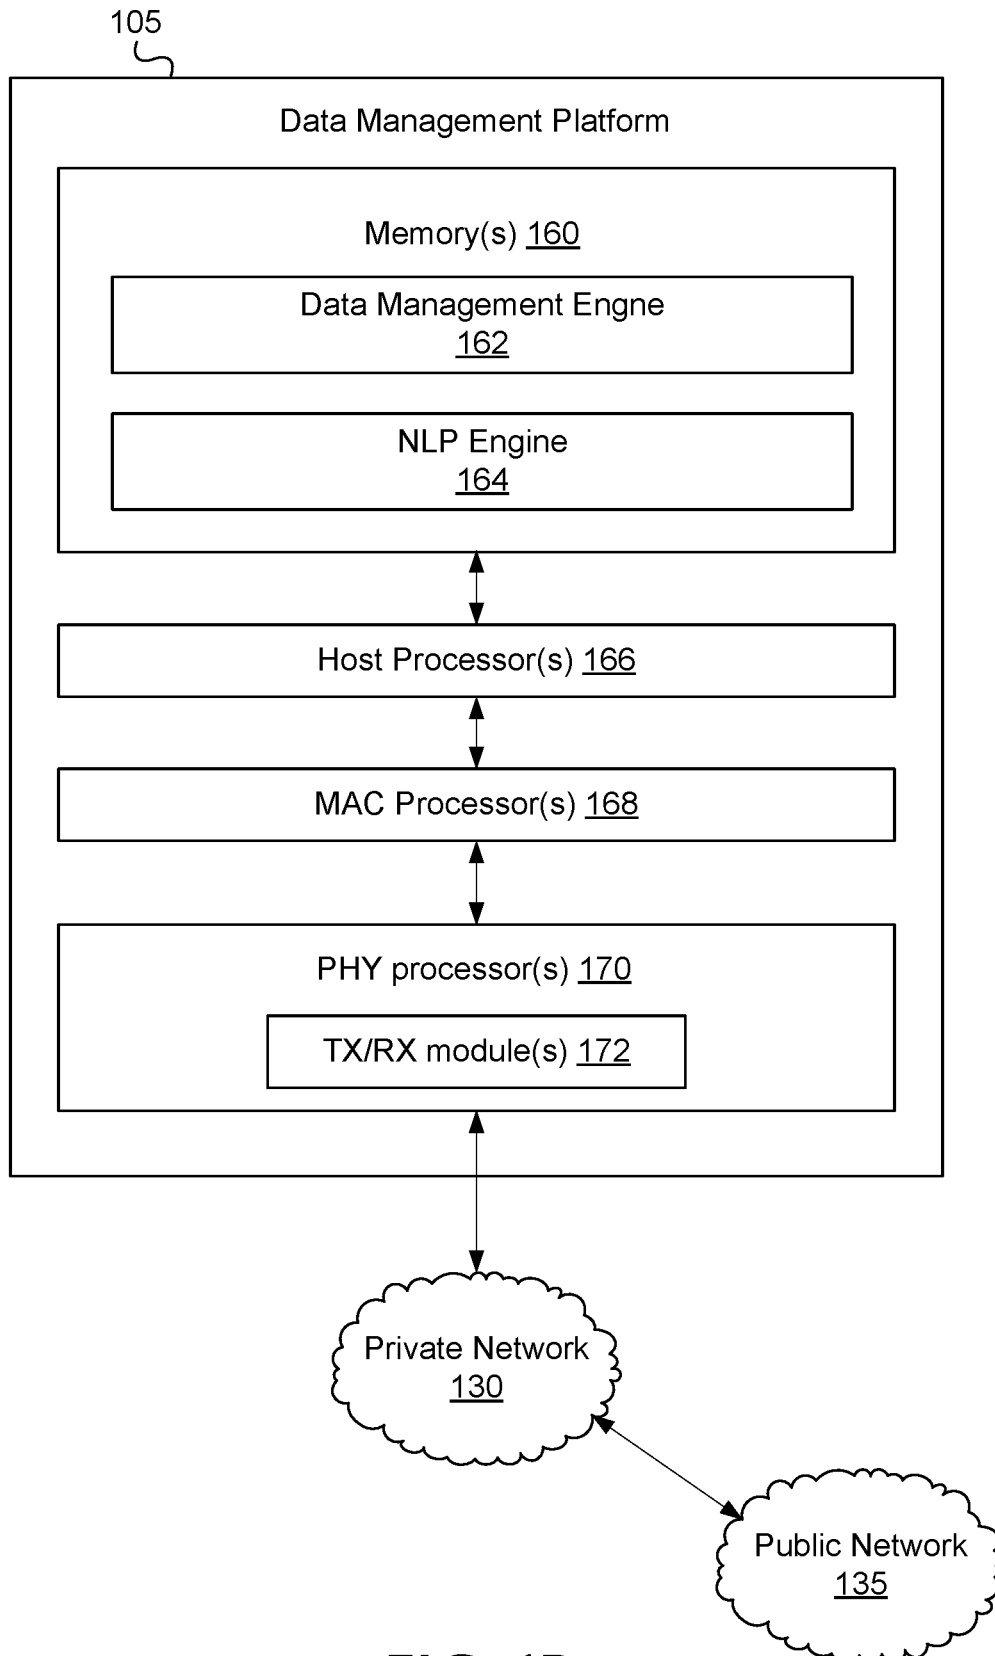 105
Data Management Platform
Memory(s) 160
Data Management Engne
162
NLP Engine
164
Host Processor(s) 166
MAC Processor(s) 168
PHY processor(s) 170
TX/RX module(s) 172
Private Network
130
Public Network
135